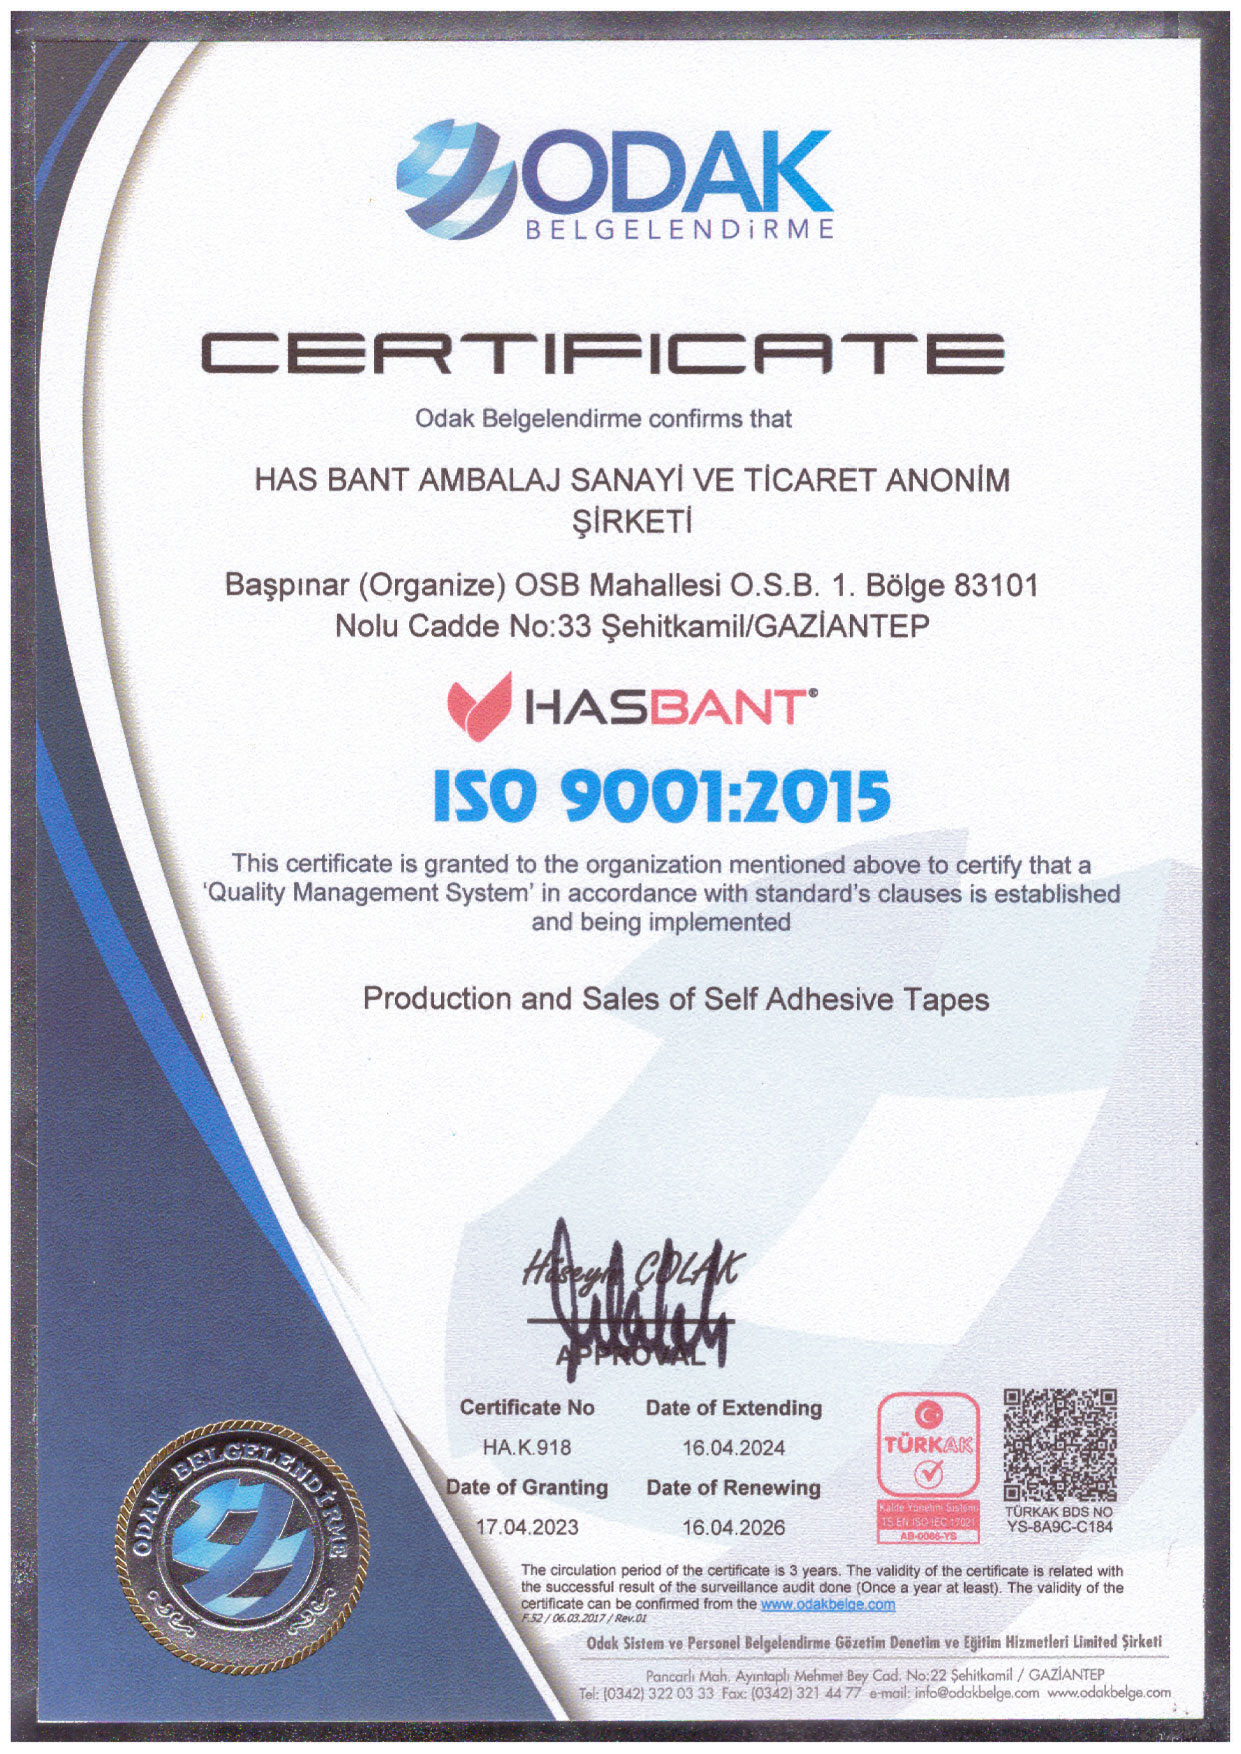 ODAK
BELGELENDiRME
CERTIFICATE
Odak Belgelendirme confirms that
HAS BANT AMBALAJ SANAYİ VE TİCARET ANONİM
ŞİRKETİ
Başpınar (Organize) OSB Mahallesi O.S.B. 1. Bölge 83101
Nolu Cadde No:33 Şehitkamil/GAZİANTEP
HASBANT®
ISO 9001:2015
This certificate is granted to the organization mentioned above to certify that a
'Quality Management System' in accordance with standard's clauses is established
and being implemented
Production and Sales of Self Adhesive Tapes
Hüseyin ÇOLAK
APPROVAL
Certificate No Date of Extending
HA.K.918 16.04.2024
Date of Granting Date of Renewing
17.04.2023 16.04.2026
TÜRKAK
Kalite Yönetim Sistemi
TS EN ISO-IEC 17021
AB-0066-YS
TÜRKAK BDS NO
YS-8A9C-C184
ODAK BELGELENDİRME
The circulation period of the certificate is 3 years. The validity of the certificate is related with
the successful result of the surveillance audit done (Once a year at least). The validity of the
certificate can be confirmed from the www.odakbelge.com
F.52 / 06.03.2017 / Rev.01
Odak Sistem ve Personel Belgelendirme Gözetim Denetim ve Eğitim Hizmetleri Limited Şirketi
Pancarlı Mah. Ayıntaplı Mehmet Bey Cad. No:22 Şehitkamil / GAZİANTEP
Tel: (0342) 322 03 33 Fax: (0342) 321 44 77 e-mail: info@odakbelge.com www.odakbelge.com